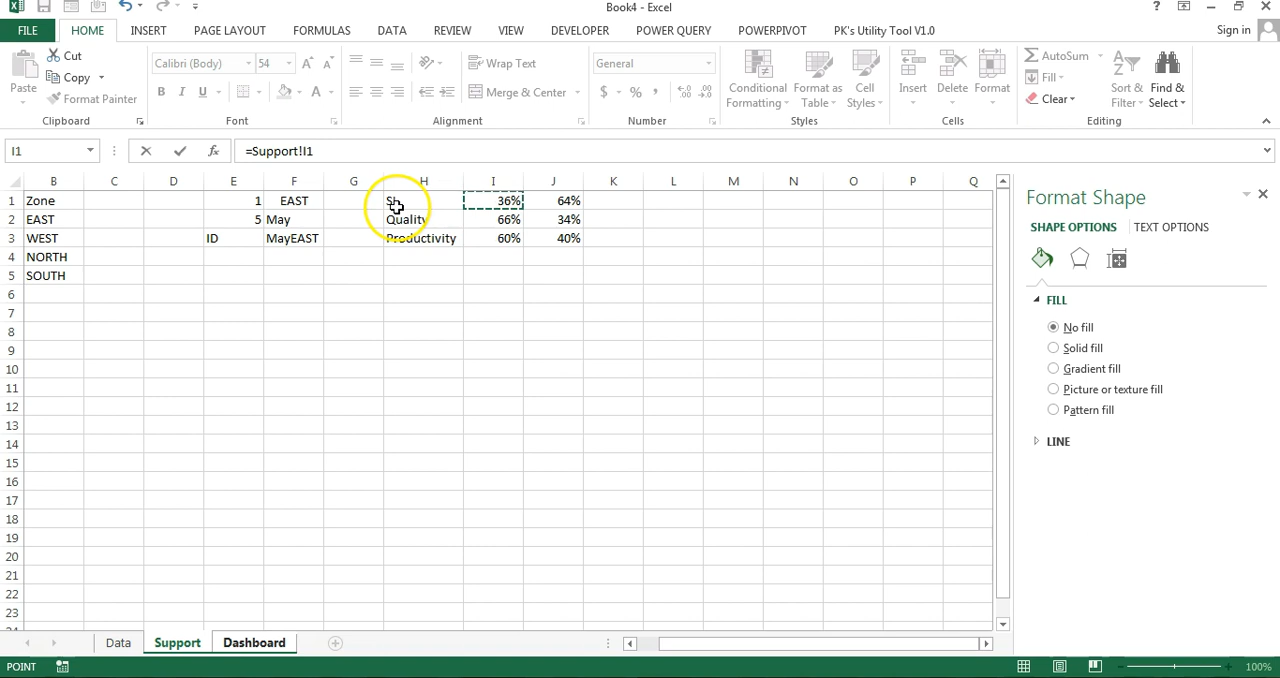 Book4 - Excel
?
FILE HOME INSERT PAGE LAYOUT FORMULAS DATA REVIEW VIEW DEVELOPER POWER QUERY POWERPIVOT PK's Utility Tool V1.0 Sign in
Paste
Cut
Copy
Format Painter
Clipboard
Calibri (Body) 54
B I U
Font
Wrap Text
Merge & Center
Alignment
General
$ % ,
Number
Conditional Formatting
Format as Table
Cell Styles
Styles
Insert
Delete
Format
Cells
AutoSum
Fill
Clear
Sort & Filter
Find & Select
Editing
I1 =Support!I1
B C D E F G H I J K L M N O P Q
1 Zone 1 EAST 36% 64%
2 EAST 5 May Quality 66% 34%
3 WEST ID MayEAST Productivity 60% 40%
4 NORTH
5 SOUTH
6
7
8
9
10
11
12
13
14
15
16
17
18
19
20
21
22
23
Format Shape
SHAPE OPTIONS TEXT OPTIONS
FILL
No fill
Solid fill
Gradient fill
Picture or texture fill
Pattern fill
LINE
Data Support Dashboard
POINT 100%